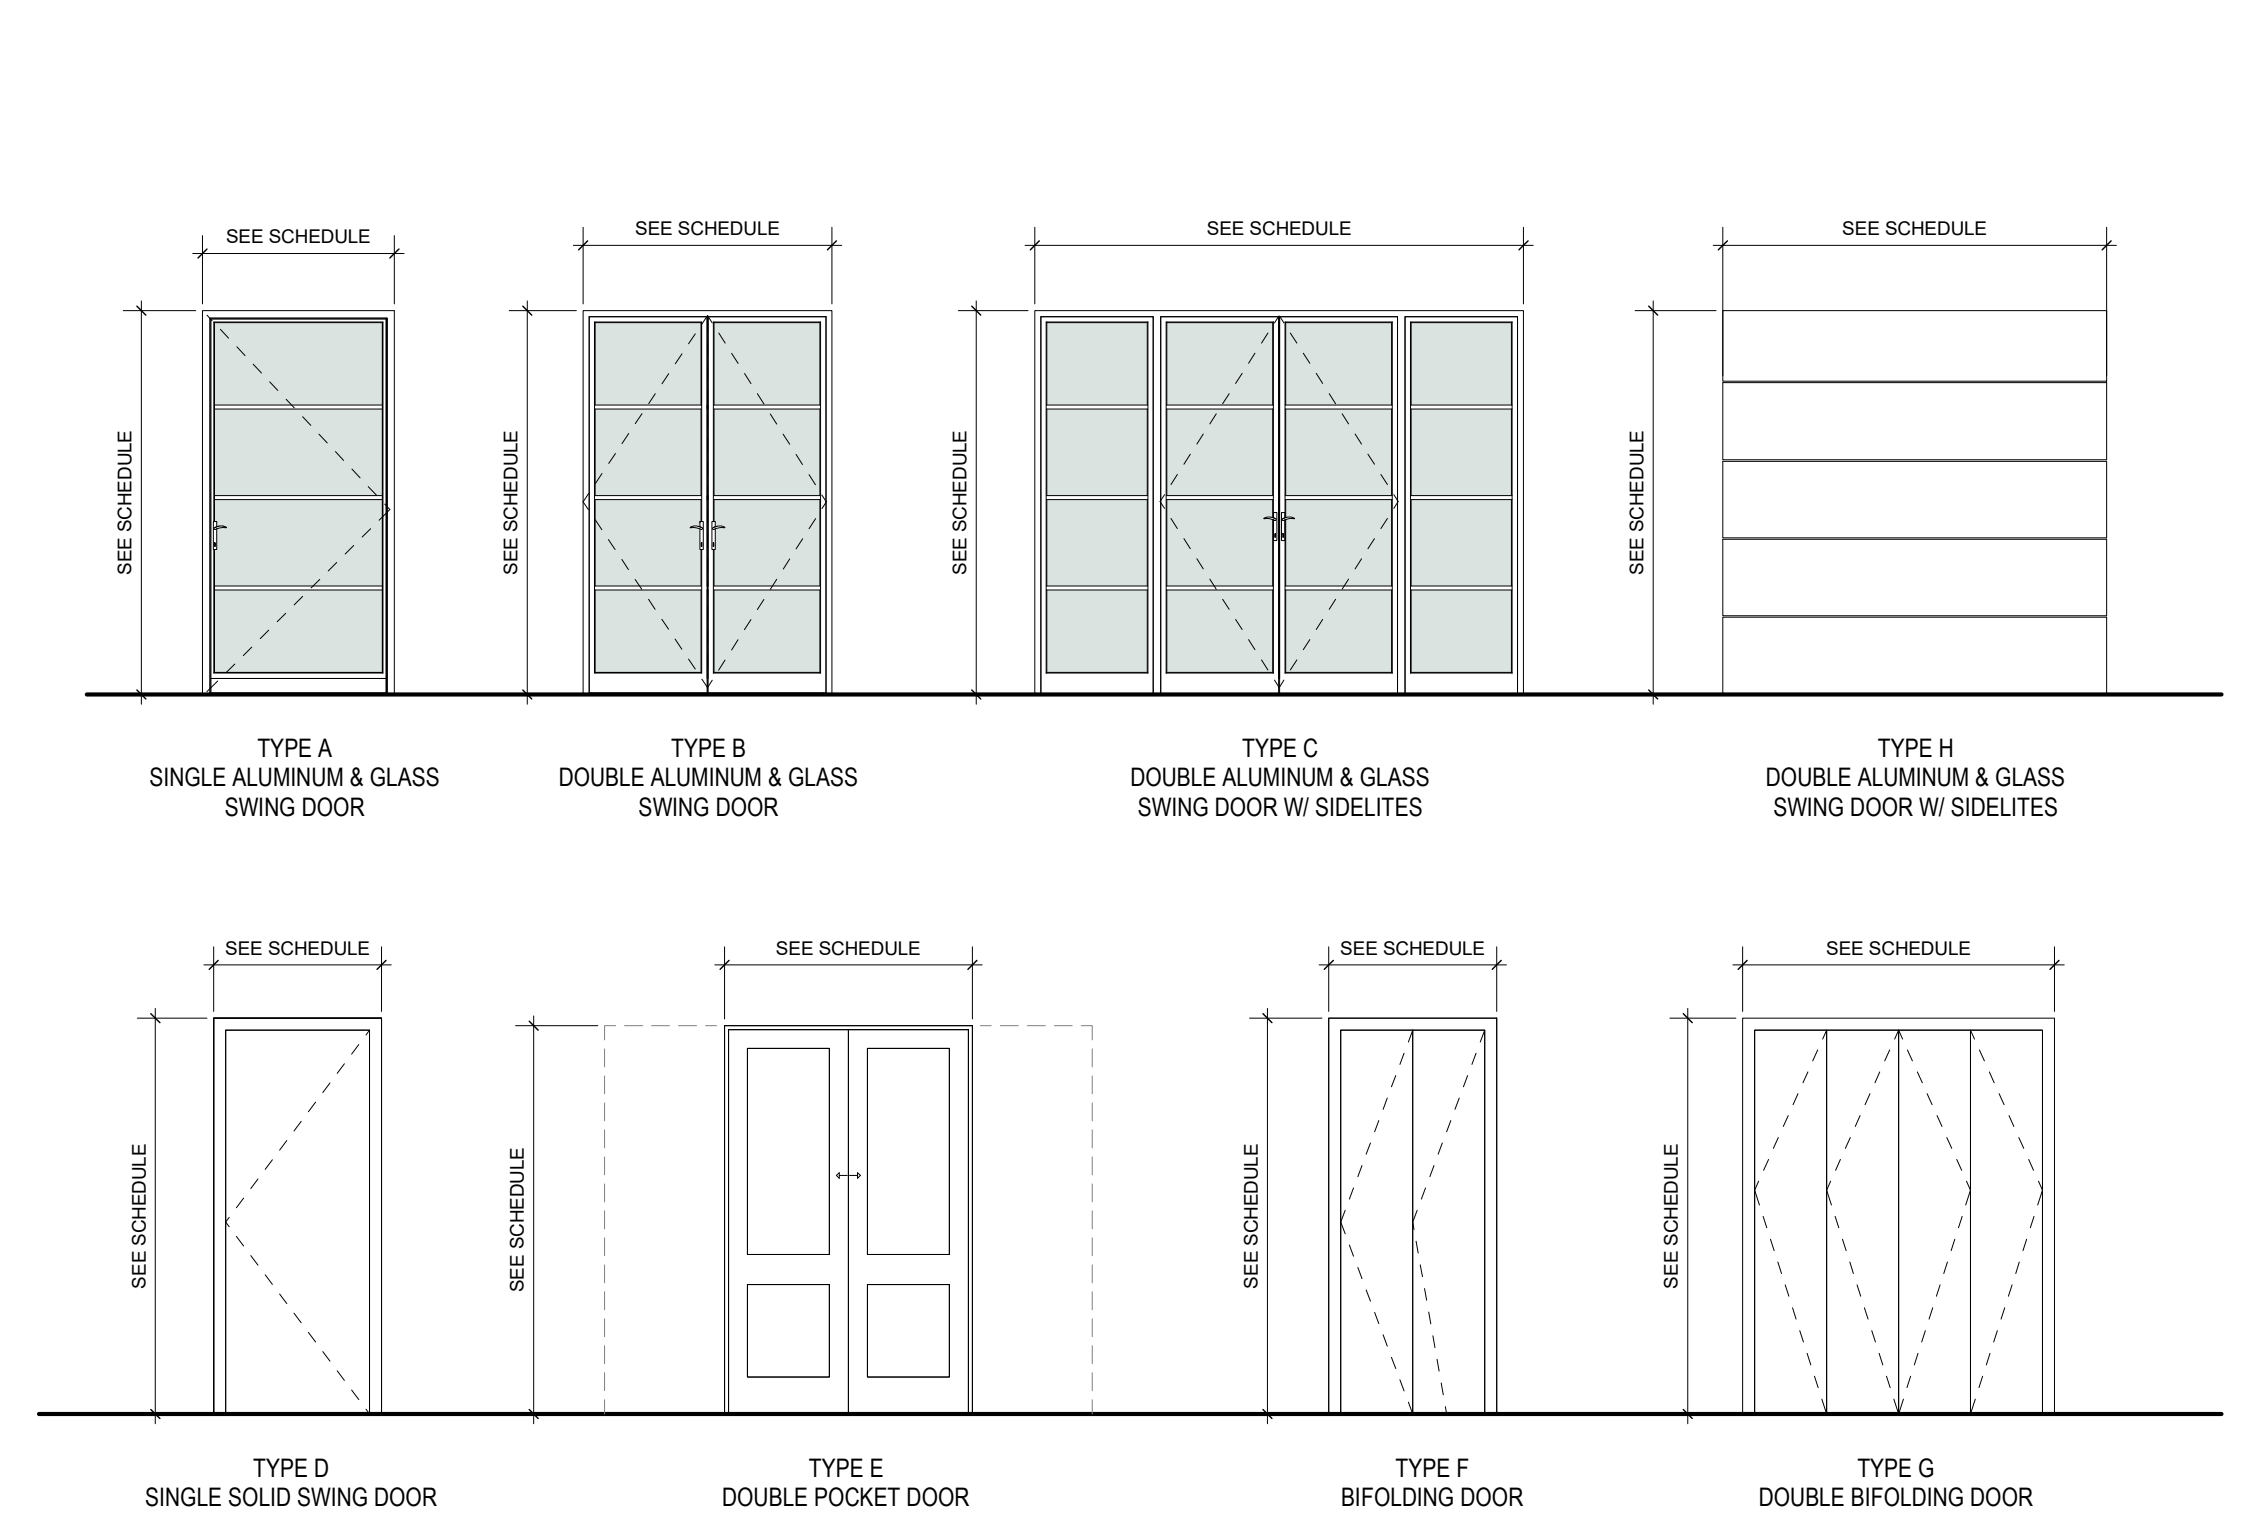 SEE SCHEDULE
SEE SCHEDULE
SEE SCHEDULE
SEE SCHEDULE
SEE SCHEDULE
SEE SCHEDULE
SEE SCHEDULE
SEE SCHEDULE
TYPE A
SINGLE ALUMINUM & GLASS
SWING DOOR
TYPE B
DOUBLE ALUMINUM & GLASS
SWING DOOR
TYPE C
DOUBLE ALUMINUM & GLASS
SWING DOOR W/ SIDELITES
TYPE H
DOUBLE ALUMINUM & GLASS
SWING DOOR W/ SIDELITES
SEE SCHEDULE
SEE SCHEDULE
SEE SCHEDULE
SEE SCHEDULE
SEE SCHEDULE
SEE SCHEDULE
SEE SCHEDULE
SEE SCHEDULE
TYPE D
SINGLE SOLID SWING DOOR
TYPE E
DOUBLE POCKET DOOR
TYPE F
BIFOLDING DOOR
TYPE G
DOUBLE BIFOLDING DOOR